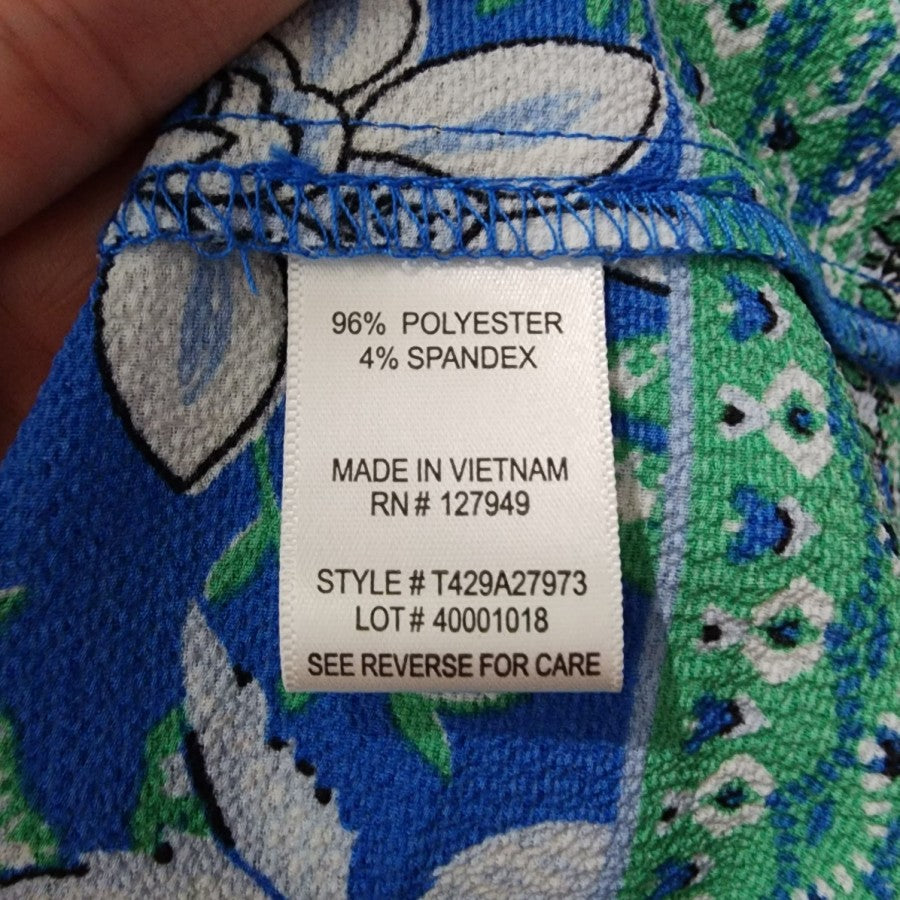 96% POLYESTER
4% SPANDEX
MADE IN VIETNAM
RN # 127949
STYLE # T429A27973
LOT # 40001018
SEE REVERSE FOR CARE